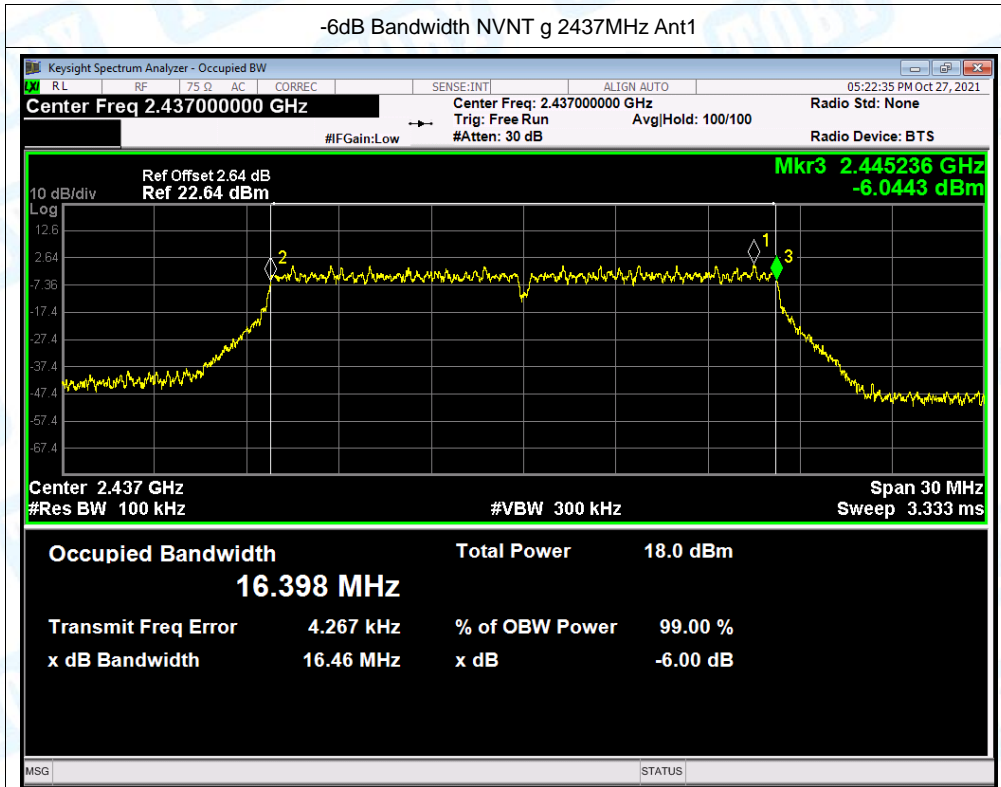 -6dB Bandwidth NVNT g 2437MHz Ant1
Keysight Spectrum Analyzer - Occupied BW
LXI RL RF 75 Ω AC CORREC SENSE:INT ALIGN AUTO 05:22:35 PM Oct 27, 2021
Center Freq 2.437000000 GHz Center Freq: 2.437000000 GHz Radio Std: None
Trig: Free Run Avg|Hold: 100/100
#IFGain:Low #Atten: 30 dB Radio Device: BTS
Mkr3 2.445236 GHz
-6.0443 dBm
Ref Offset 2.64 dB
10 dB/div Ref 22.64 dBm
Log
12.6
2.64
-7.36
-17.4
-27.4
-37.4
-47.4
-57.4
-67.4
2
1
3
Center 2.437 GHz Span 30 MHz
#Res BW 100 kHz #VBW 300 kHz Sweep 3.333 ms
Occupied Bandwidth Total Power 18.0 dBm
16.398 MHz
Transmit Freq Error 4.267 kHz % of OBW Power 99.00 %
x dB Bandwidth 16.46 MHz x dB -6.00 dB
MSG STATUS